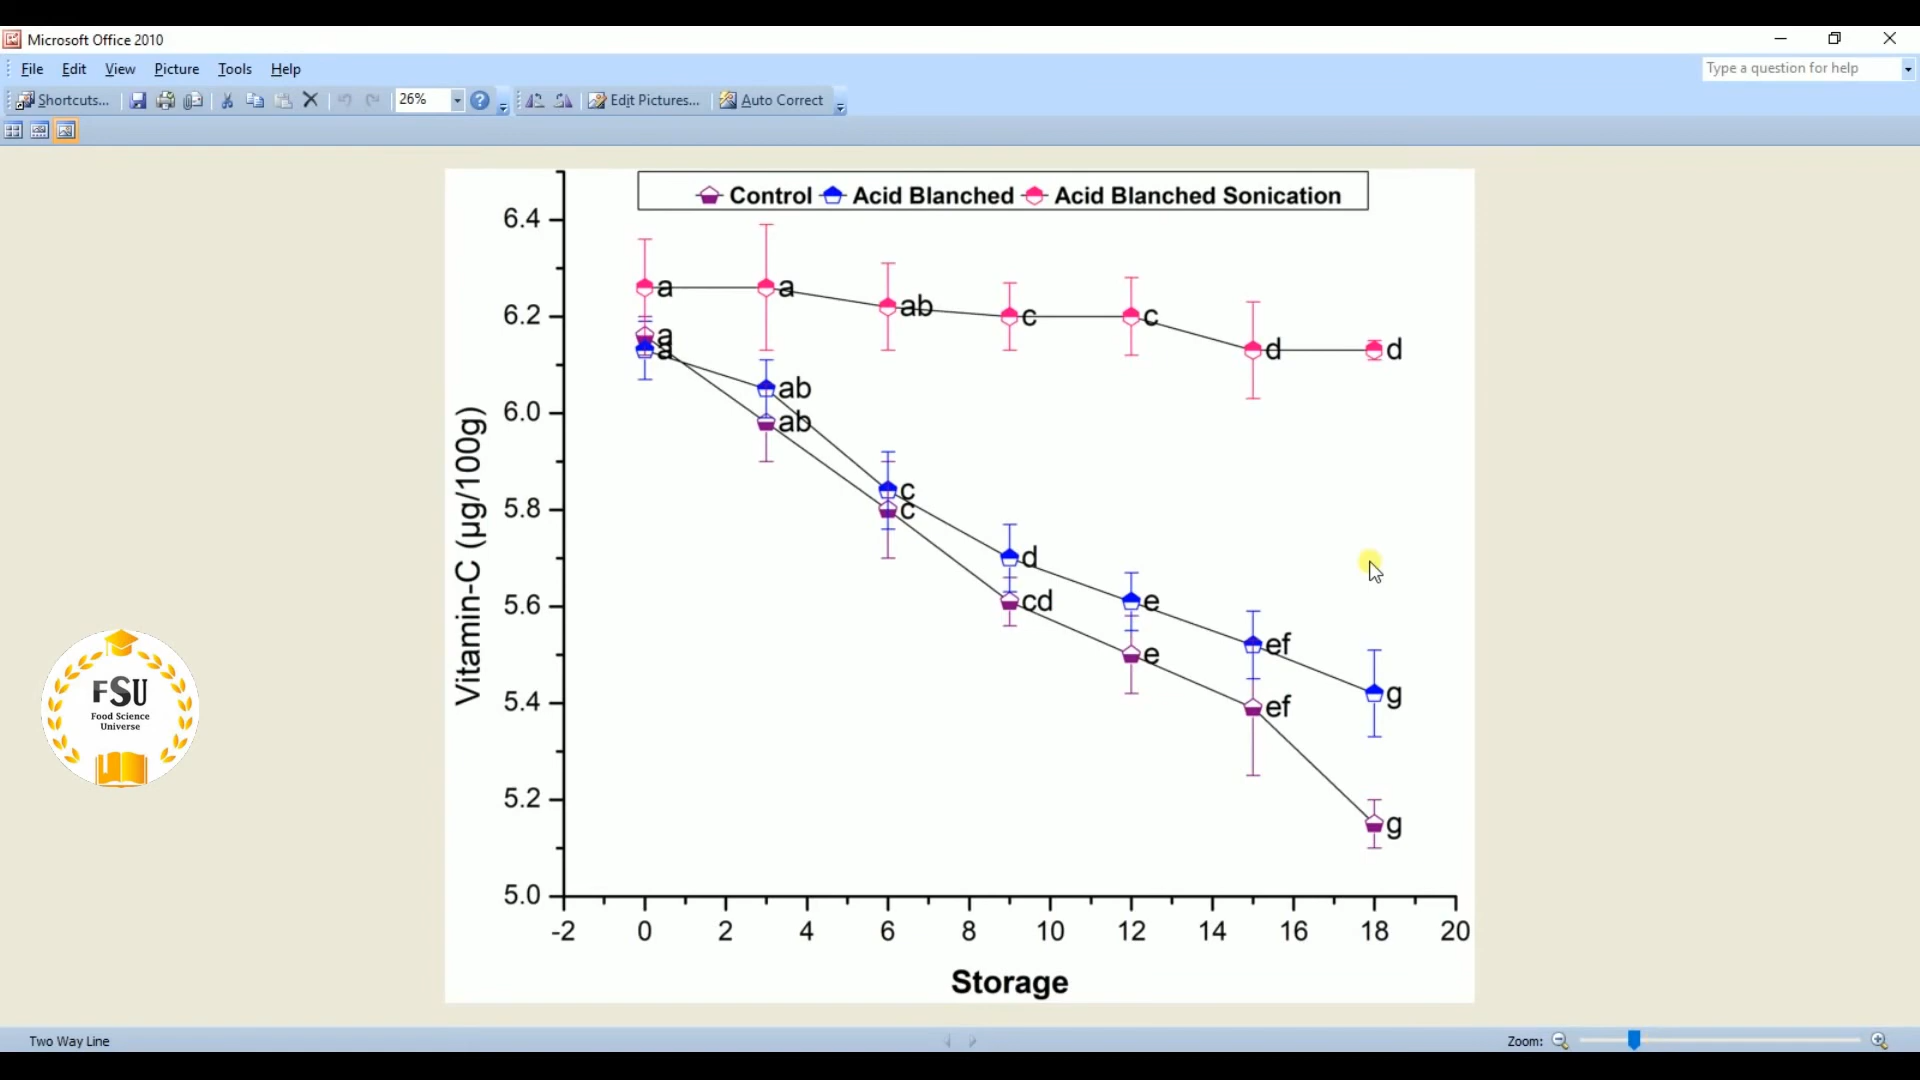 Microsoft Office 2010
File Edit View Picture Tools Help
Type a question for help
Shortcuts... 26% Edit Pictures... Auto Correct
Control Acid Blanched Acid Blanched Sonication
6.4
6.2
6.0
5.8
5.6
5.4
5.2
5.0
Vitamin-C (µg/100g)
a a ab c c d d
a ab c d e ef g
a ab c cd e ef g
-2 0 2 4 6 8 10 12 14 16 18 20
Storage
FSU
Food Science
Universe
Two Way Line
Zoom: